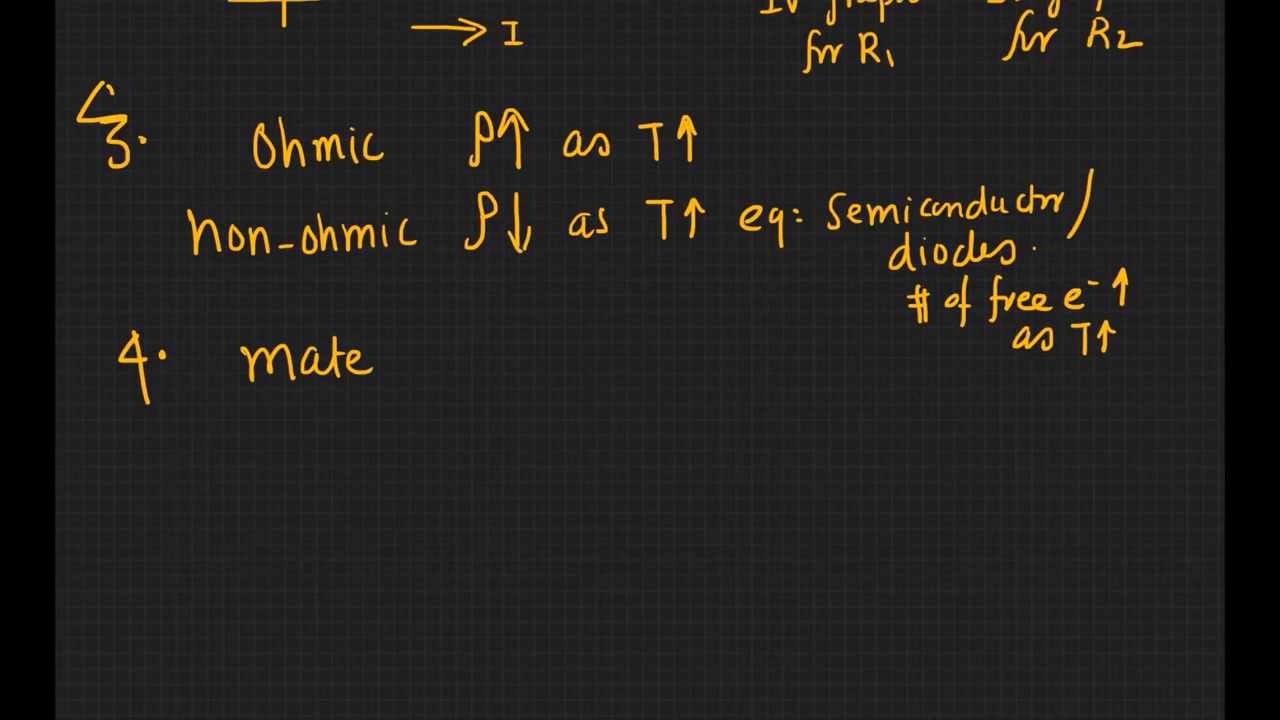 → I
for R1 for R2
3. Ohmic ρ↑ as T↑
non-ohmic ρ↓ as T↑ eg: Semiconductor/
diodes.
# of free e⁻↑
as T↑
4. Mate